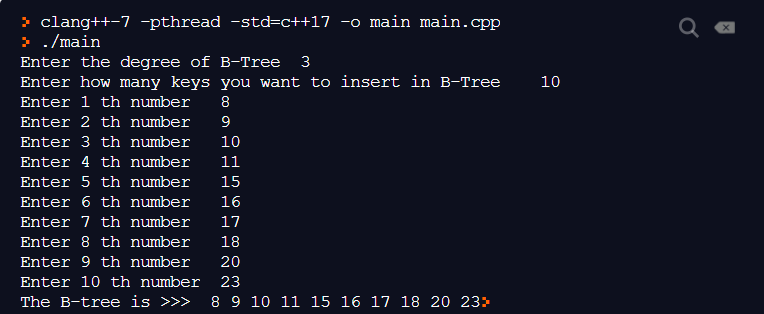 > clang++-7 -pthread -std=c++17 -o main main.cpp
> ./main
Enter the degree of B-Tree  3
Enter how many keys you want to insert in B-Tree    10
Enter 1 th number   8
Enter 2 th number   9
Enter 3 th number   10
Enter 4 th number   11
Enter 5 th number   15
Enter 6 th number   16
Enter 7 th number   17
Enter 8 th number   18
Enter 9 th number   20
Enter 10 th number  23
The B-tree is >>>  8 9 10 11 15 16 17 18 20 23>